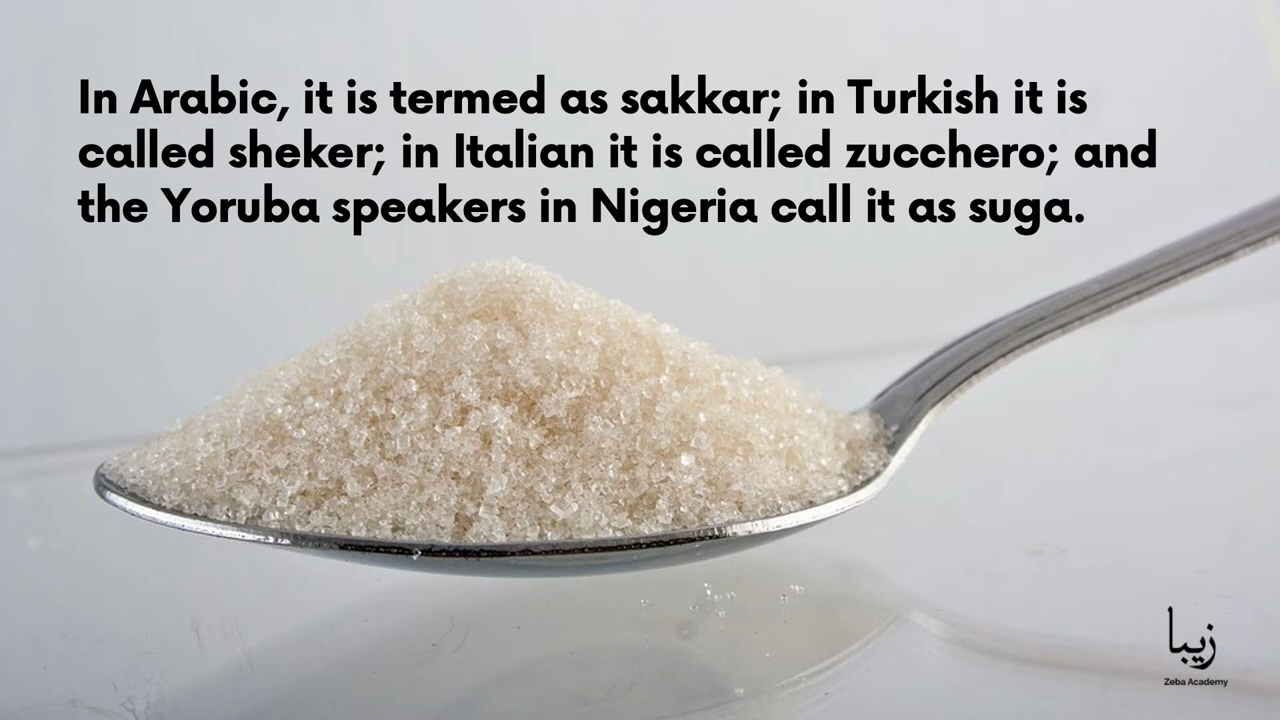 In Arabic, it is termed as sakkar; in Turkish it is
called sheker; in Italian it is called zucchero; and
the Yoruba speakers in Nigeria call it as suga.
زیبا
Zeba Academy